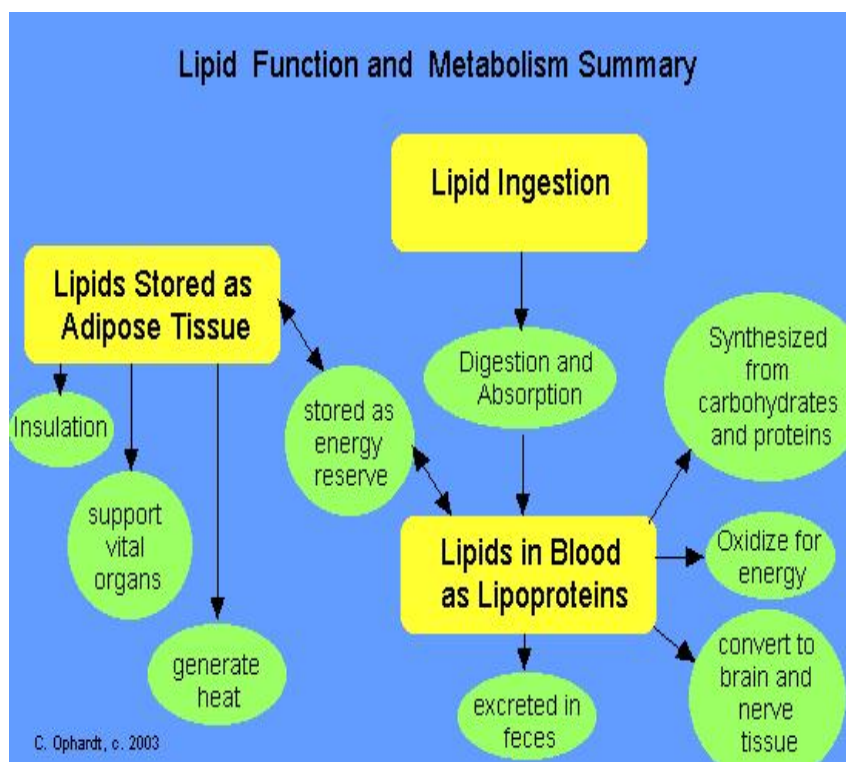 Lipid Function and Metabolism Summary
Lipid Ingestion
Lipids Stored as
Adipose Tissue
Digestion and
Absorption
Synthesized
from
carbohydrates
and proteins
Insulation
stored as
energy
reserve
support
vital
organs
Lipids in Blood
as Lipoproteins
Oxidize for
energy
generate
heat
excreted in
feces
convert to
brain and
nerve
tissue
C. Ophardt, c. 2003